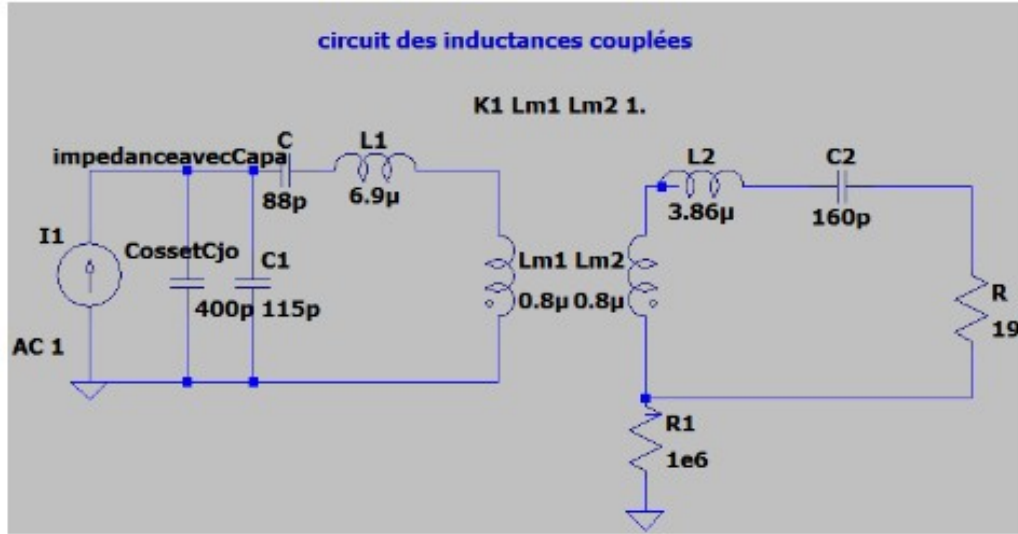 circuit des inductances couplées
K1 Lm1 Lm2 1.
C
L1
impedanceavecCapa
88p
6.9µ
L2
C2
3.86µ
160p
I1
CossetCjo
C1
400p
115p
Lm1
Lm2
0.8µ
0.8µ
R
19
AC 1
R1
1e6